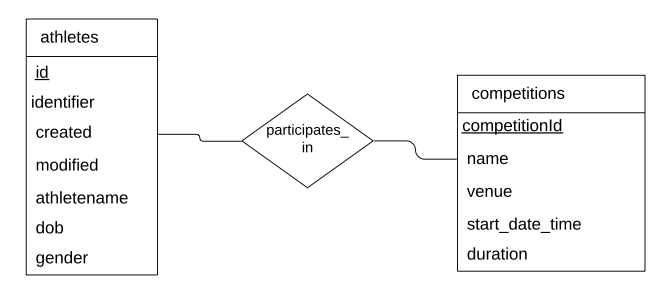 athletes
id
identifier
created
modified
athletename
dob
gender
participates_
in
competitions
competitionId
name
venue
start_date_time
duration